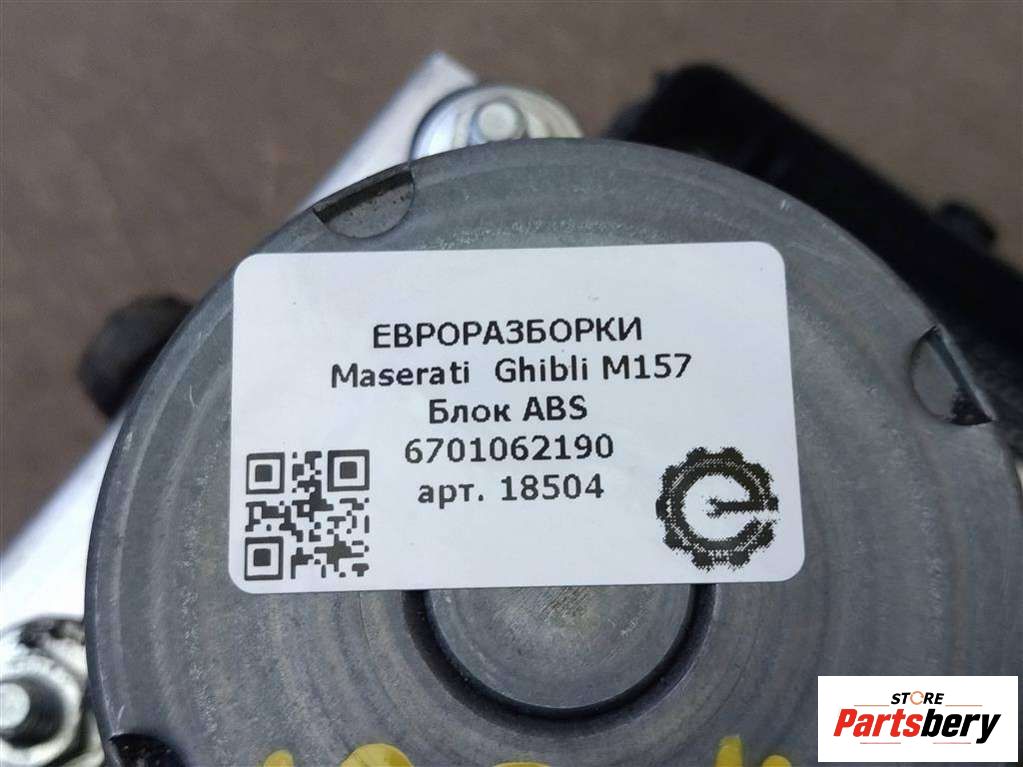 ЕВРОРАЗБОРКИ
Maserati Ghibli M157
Блок ABS
6701062190
арт. 18504
STORE
Partsbery